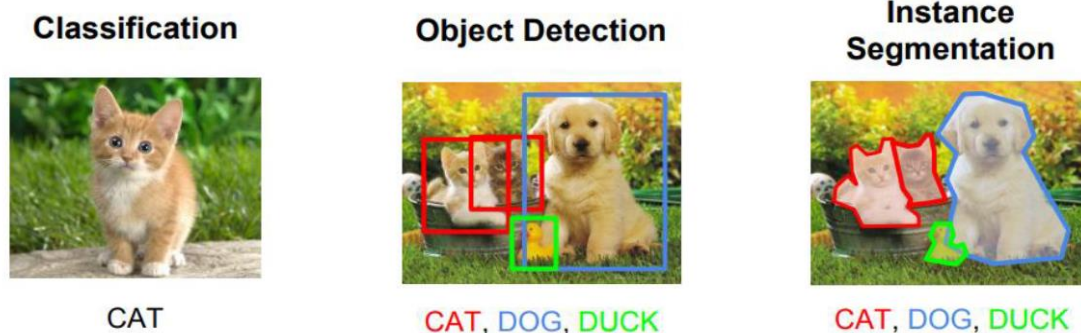 Classification
Object Detection
Instance
Segmentation
CAT
CAT, DOG, DUCK
CAT, DOG, DUCK